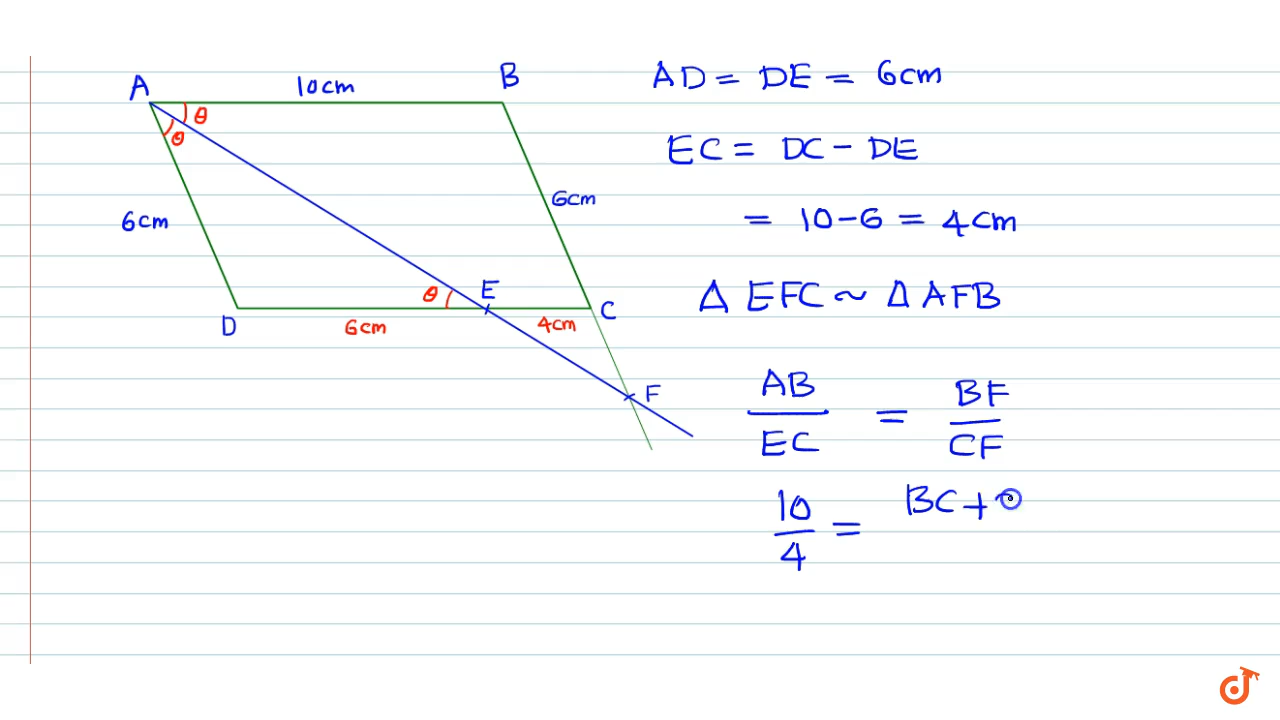 A 10cm B
θ
θ
6cm
6cm
θ E
D 6cm 4cm C
F
AD = DE = 6cm
EC = DC - DE
= 10 - 6 = 4cm
Δ EFC ~ Δ AFB
AB/EC = BF/CF
10/4 = BC +